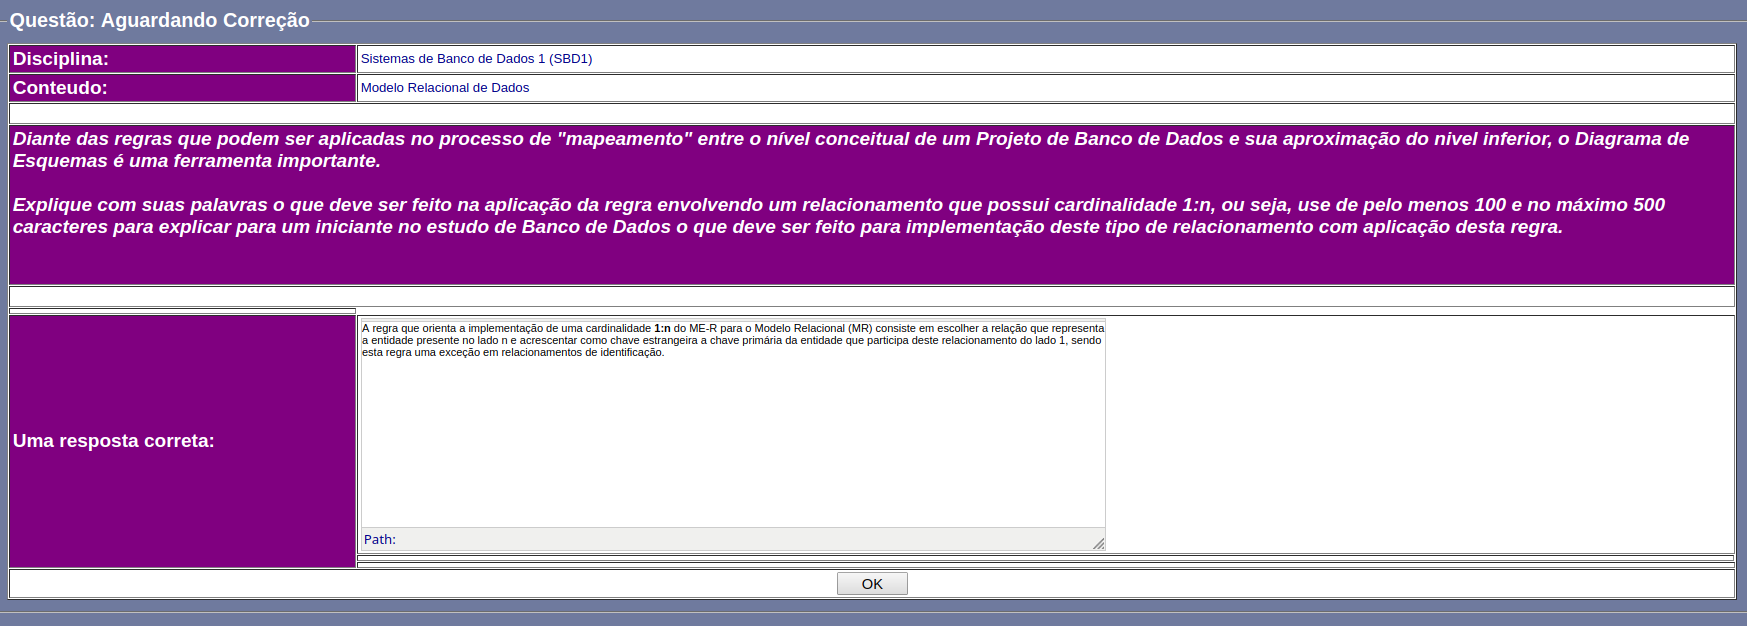 Questão: Aguardando Correção
Disciplina: Sistemas de Banco de Dados 1 (SBD1)
Conteudo: Modelo Relacional de Dados
Diante das regras que podem ser aplicadas no processo de "mapeamento" entre o nível conceitual de um Projeto de Banco de Dados e sua aproximação do nivel inferior, o Diagrama de
Esquemas é uma ferramenta importante.
Explique com suas palavras o que deve ser feito na aplicação da regra envolvendo um relacionamento que possui cardinalidade 1:n, ou seja, use de pelo menos 100 e no máximo 500
caracteres para explicar para um iniciante no estudo de Banco de Dados o que deve ser feito para implementação deste tipo de relacionamento com aplicação desta regra.
Uma resposta correta:
A regra que orienta a implementação de uma cardinalidade 1:n do ME-R para o Modelo Relacional (MR) consiste em escolher a relação que representa
a entidade presente no lado n e acrescentar como chave estrangeira a chave primária da entidade que participa deste relacionamento do lado 1, sendo
esta regra uma exceção em relacionamentos de identificação.
Path:
OK